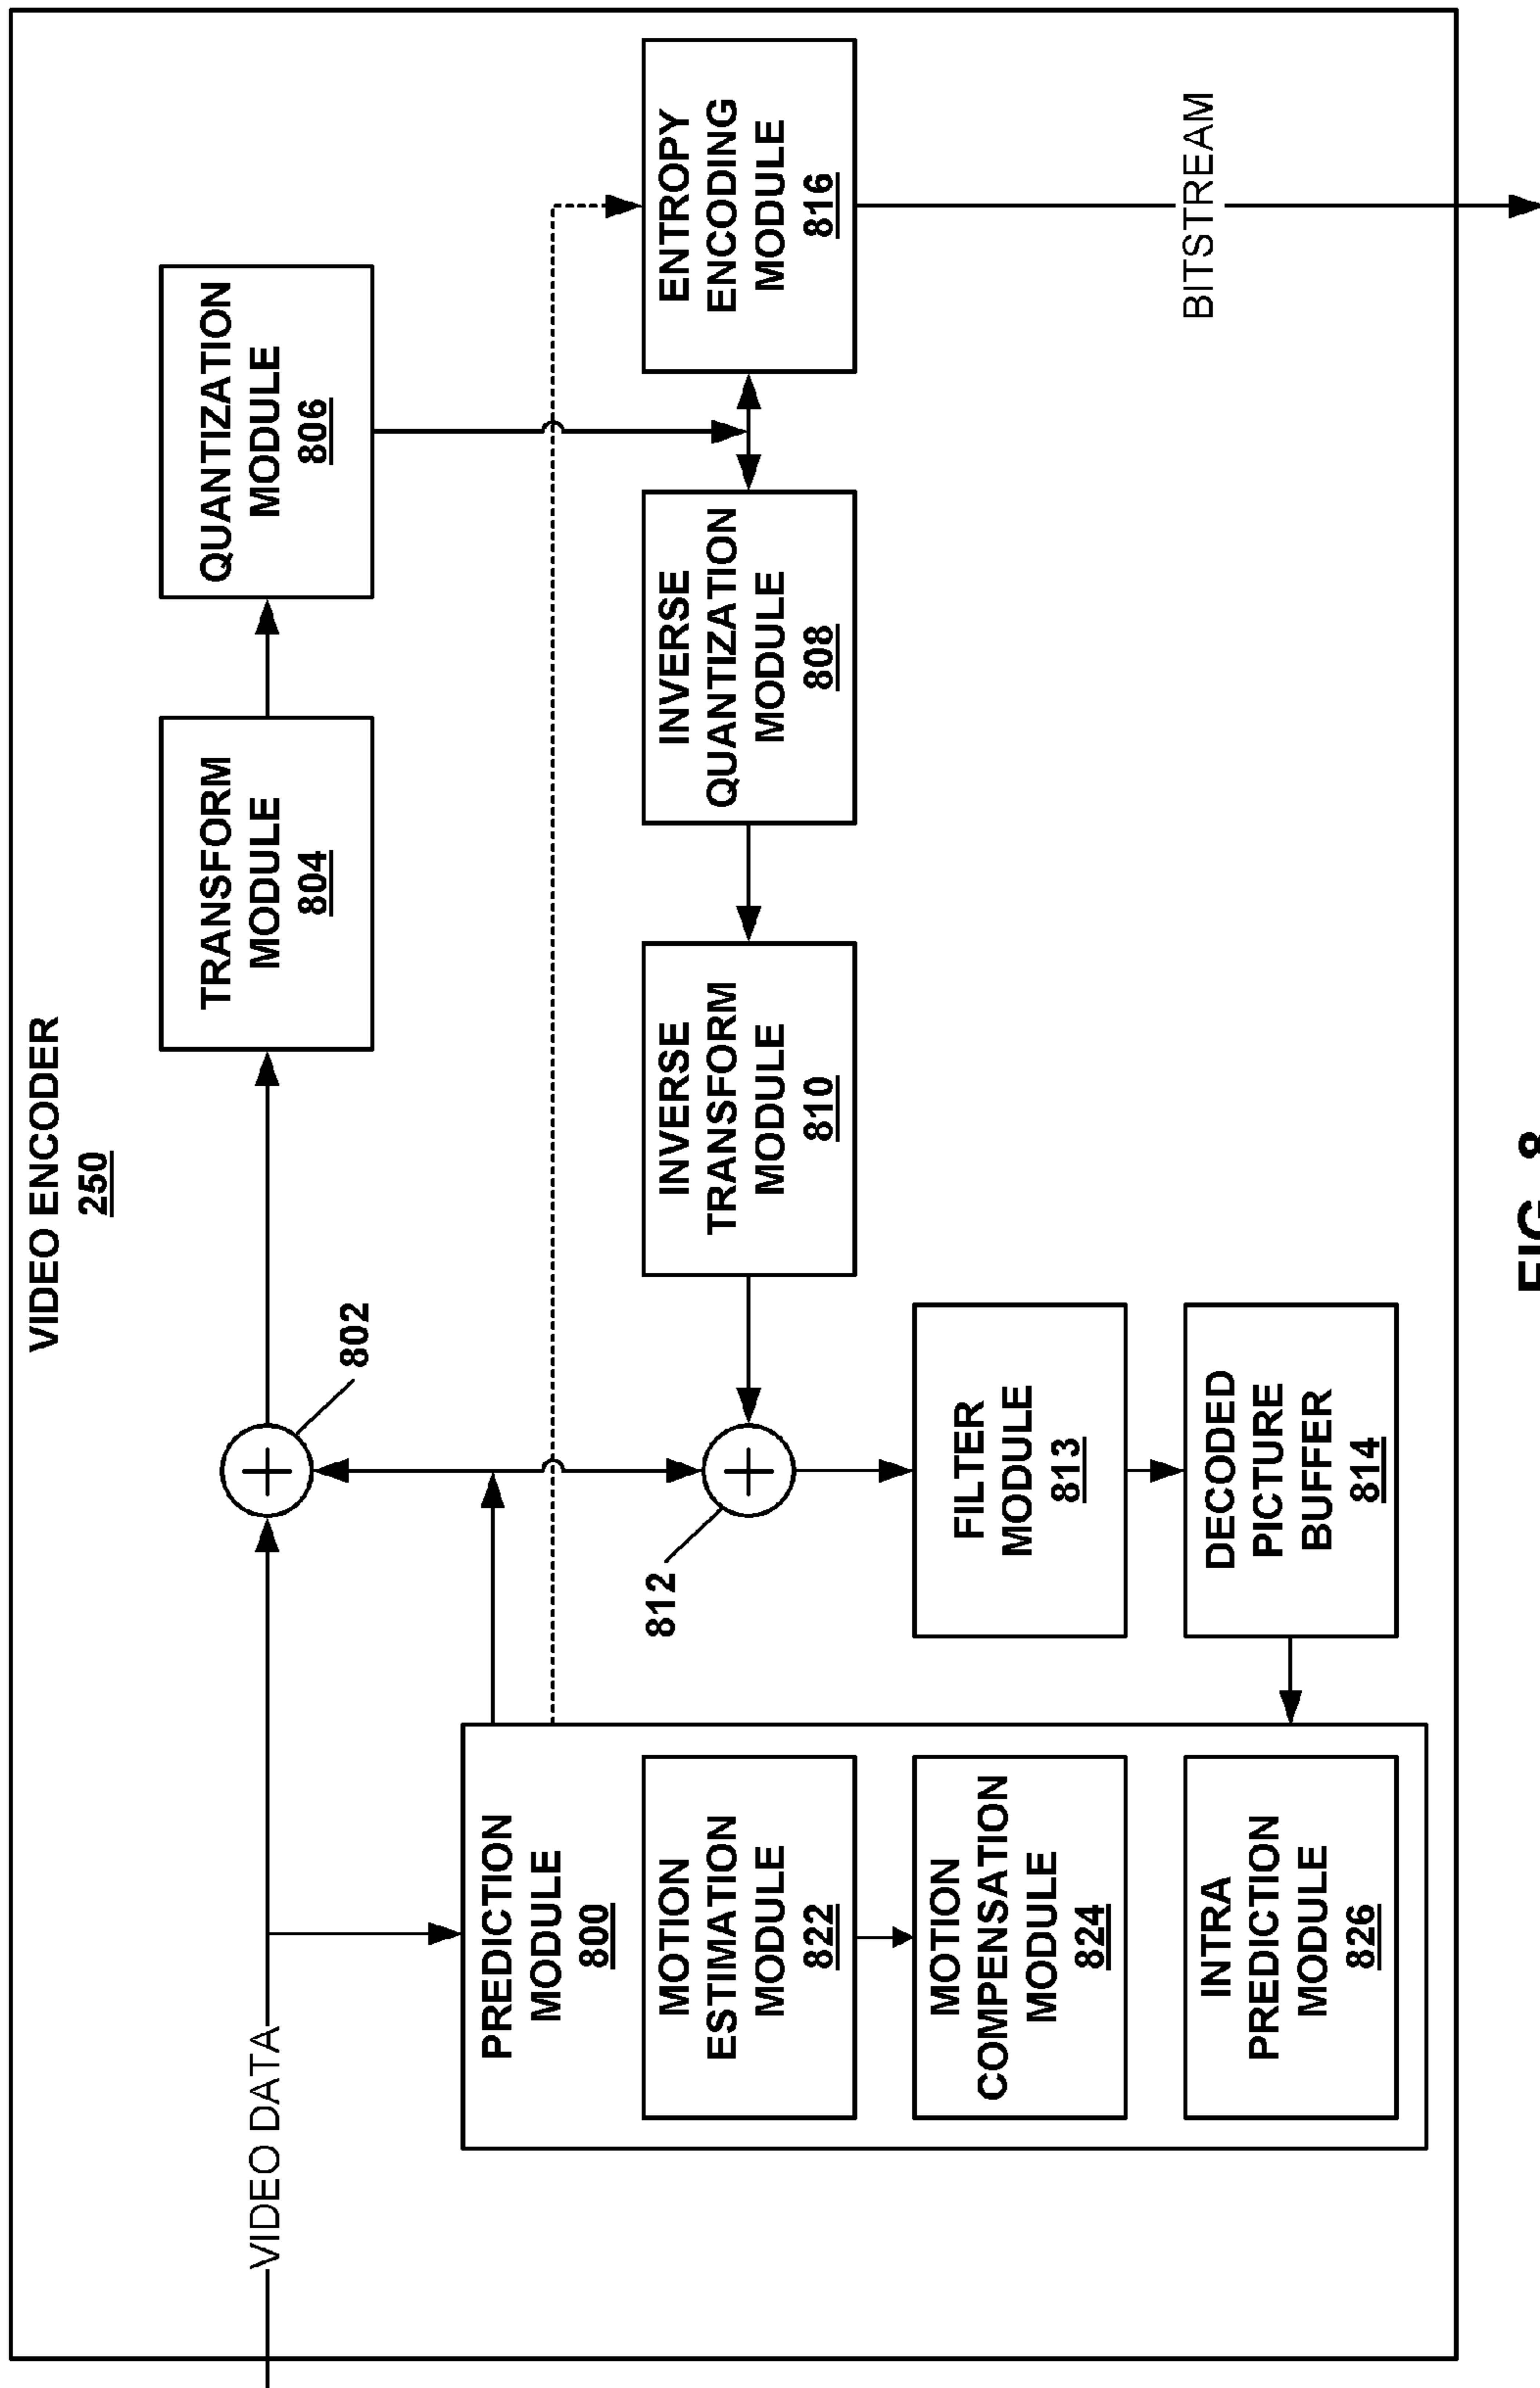 VIDEO ENCODER
250
VIDEO DATA
802
TRANSFORM
MODULE
804
QUANTIZATION
MODULE
806
PREDICTION
MODULE
800
MOTION
ESTIMATION
MODULE
822
MOTION
COMPENSATION
MODULE
824
INTRA
PREDICTION
MODULE
826
812
INVERSE
TRANSFORM
MODULE
810
INVERSE
QUANTIZATION
MODULE
808
ENTROPY
ENCODING
MODULE
816
FILTER
MODULE
813
DECODED
PICTURE
BUFFER
814
BITSTREAM
FIG. 8